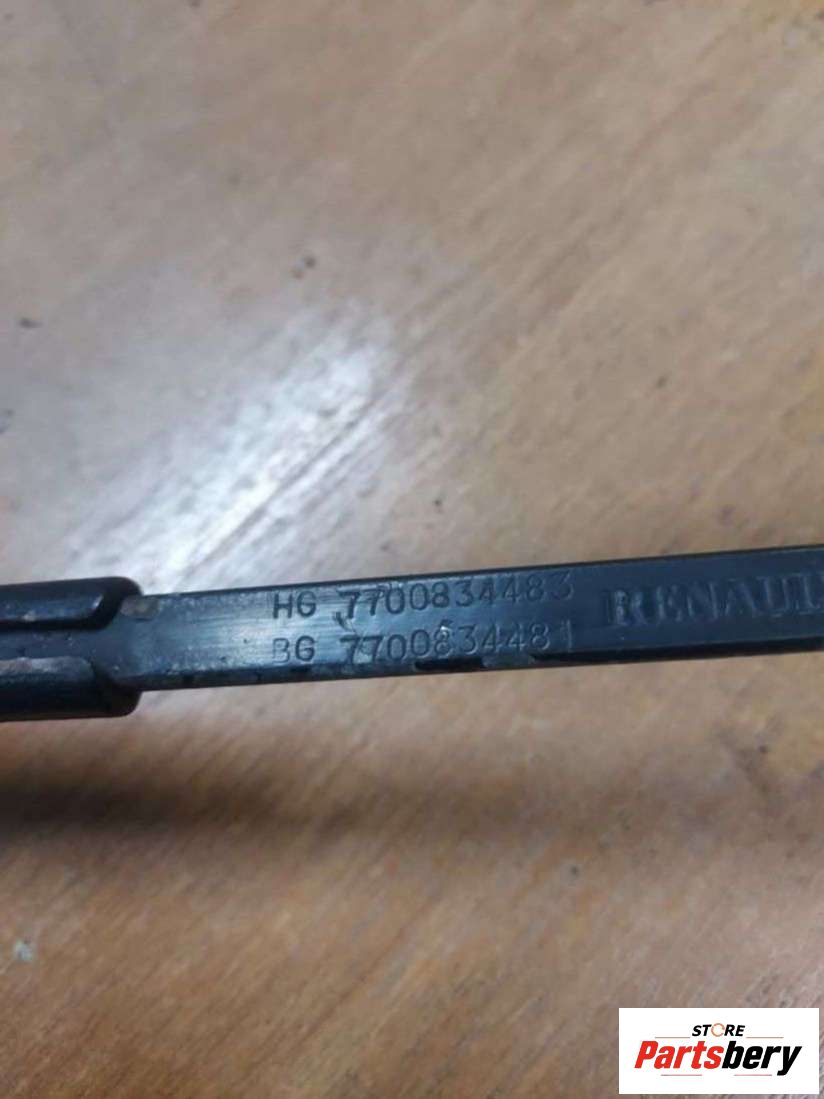 HG 7700834483 RENAULT
BG 7700834481
STORE
Partsbery